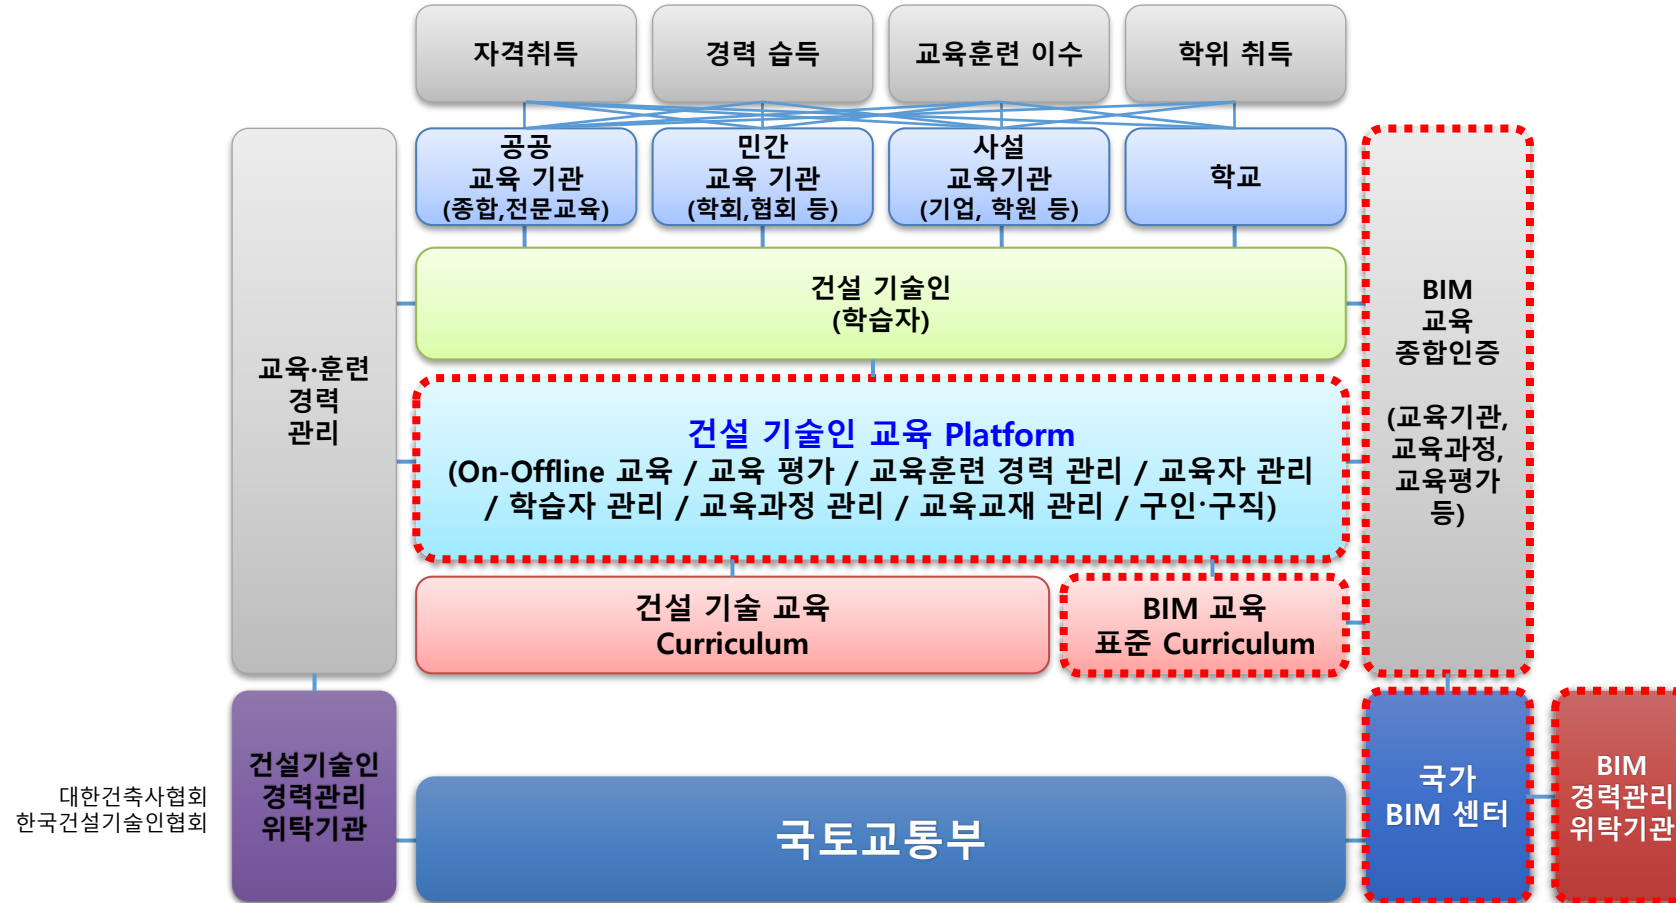 자격취득
경력 습득
교육훈련 이수
학위 취득
공공
교육 기관
(종합,전문교육)
민간
교육 기관
(학회,협회 등)
사설
교육기관
(기업, 학원 등)
학교
건설 기술인
(학습자)
교육·훈련
경력
관리
BIM
교육
종합인증
(교육기관,
교육과정,
교육평가
등)
건설 기술인 교육 Platform
(On-Offline 교육 / 교육 평가 / 교육훈련 경력 관리 / 교육자 관리
/ 학습자 관리 / 교육과정 관리 / 교육교재 관리 / 구인·구직)
건설 기술 교육
Curriculum
BIM 교육
표준 Curriculum
대한건축사협회
한국건설기술인협회
건설기술인
경력관리
위탁기관
국토교통부
국가
BIM 센터
BIM
경력관리
위탁기관